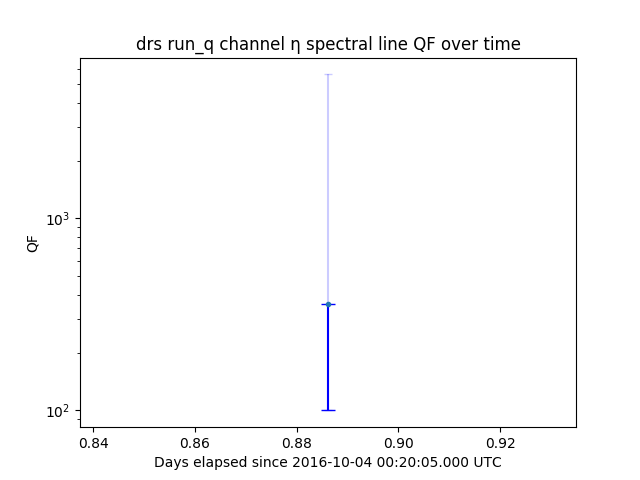 drs run_q channel η spectral line QF over time
QF
10³
10²
0.84 0.86 0.88 0.90 0.92
Days elapsed since 2016-10-04 00:20:05.000 UTC